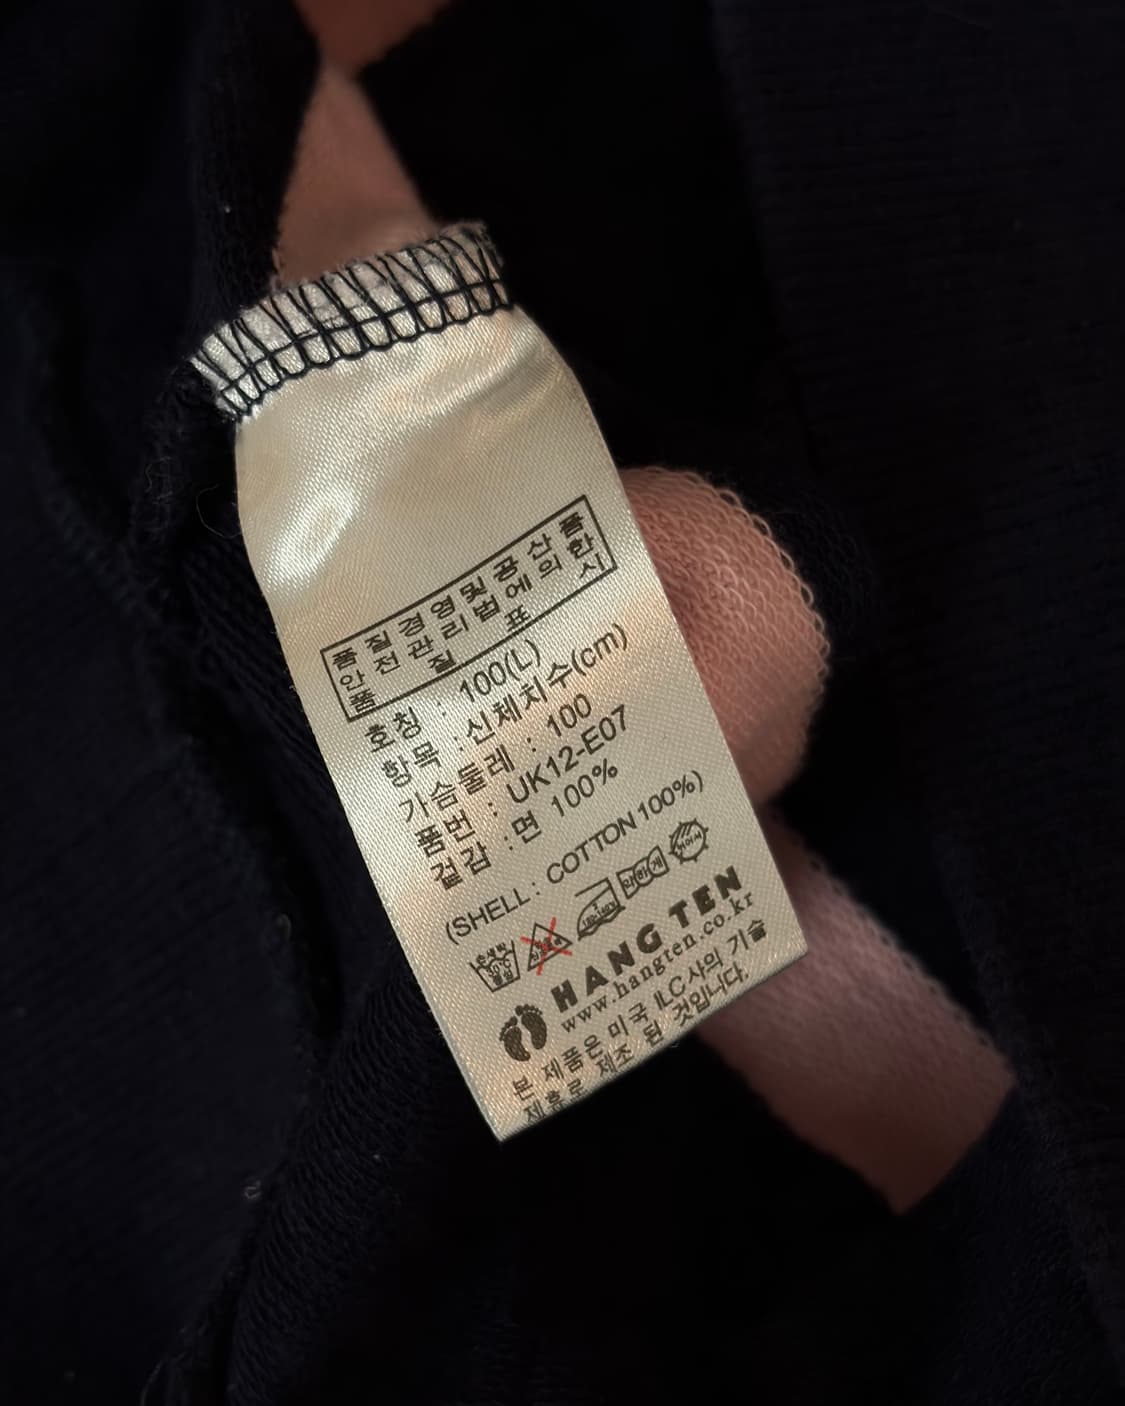 품질경영및공산품
안전관리법에의한
품 질 표 시
호칭 : 100(L)
항목 : 신체치수(cm)
가슴둘레 : 100
품번 : UK12-E07
겉감 : 면 100%
(SHELL : COTTON 100%)
약하게
HANG TEN
www.hangten.co.kr
본 제품은 미국 ILC사의 기술
제휴로 제조 된 것입니다.